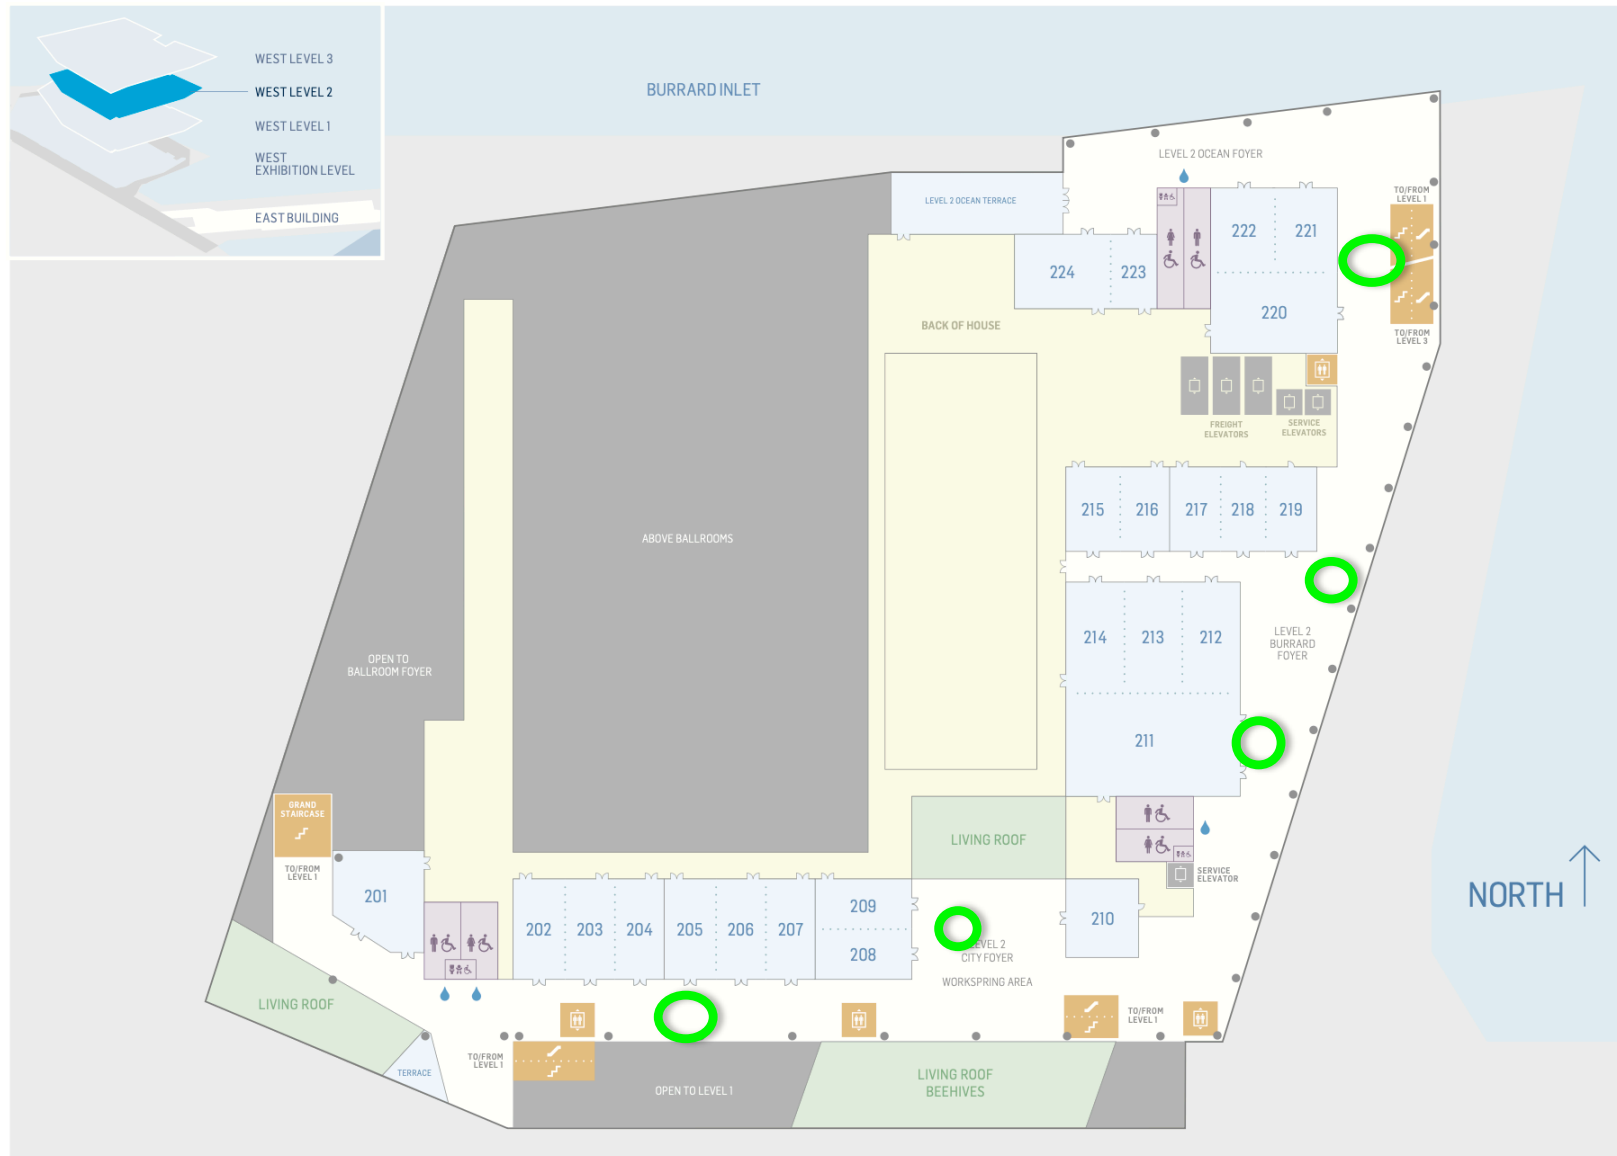 WEST LEVEL 3
WEST LEVEL 2
WEST LEVEL 1
WEST
EXHIBITION LEVEL
EAST BUILDING
BURRARD INLET
LEVEL 2 OCEAN FOYER
LEVEL 2 OCEAN TERRACE
TO/FROM
LEVEL 1
222
221
224
223
220
BACK OF HOUSE
TO/FROM
LEVEL 3
FREIGHT
ELEVATORS
SERVICE
ELEVATORS
215
216
217
218
219
ABOVE BALLROOMS
214
213
212
LEVEL 2
BURRARD
FOYER
OPEN TO
BALLROOM FOYER
211
GRAND
STAIRCASE
TO/FROM
LEVEL 1
LIVING ROOF
SERVICE
ELEVATOR
NORTH
201
202
203
204
205
206
207
209
208
210
LEVEL 2
CITY FOYER
WORKSPRING AREA
LIVING ROOF
TO/FROM
LEVEL 1
TO/FROM
LEVEL 1
TERRACE
OPEN TO LEVEL 1
LIVING ROOF
BEEHIVES